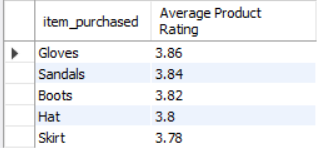 item_purchased Average Product
Rating
Gloves 3.86
Sandals 3.84
Boots 3.82
Hat 3.8
Skirt 3.78